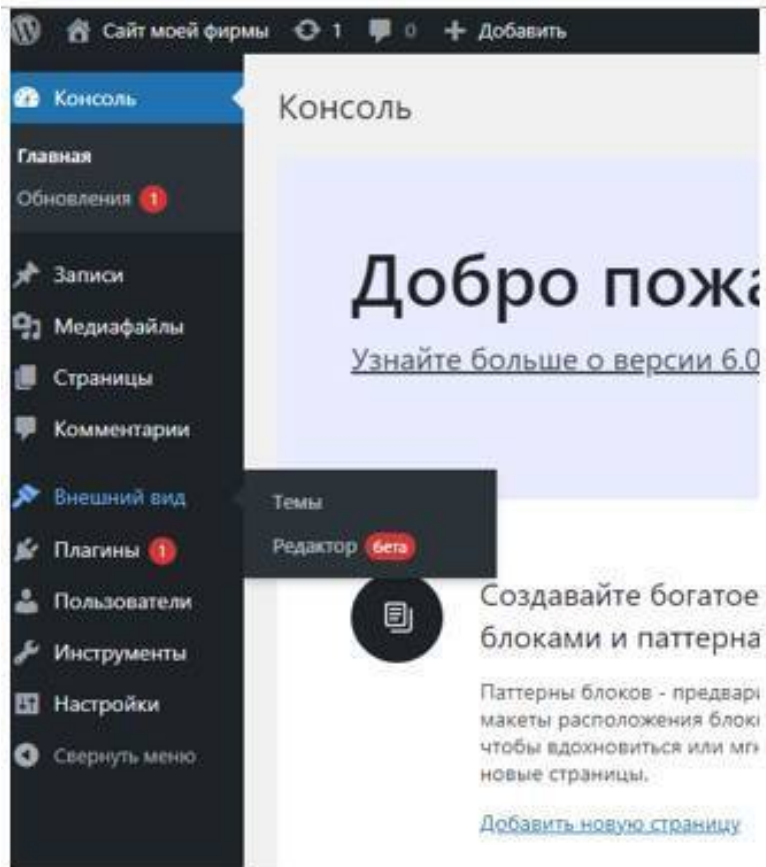 Сайт моей фирмы 1 0 + Добавить
Консоль
Главная
Обновления 1
Записи
Медиафайлы
Страницы
Комментарии
Внешний вид
Плагины 1
Пользователи
Инструменты
Настройки
Свернуть меню
Темы
Редактор бета
Консоль
Добро пожа
Узнайте больше о версии 6.0
Создавайте богатое
блоками и паттерна
Паттерны блоков - предвари
макеты расположения блок
чтобы вдохновиться или мгн
новые страницы.
Добавить новую страницу